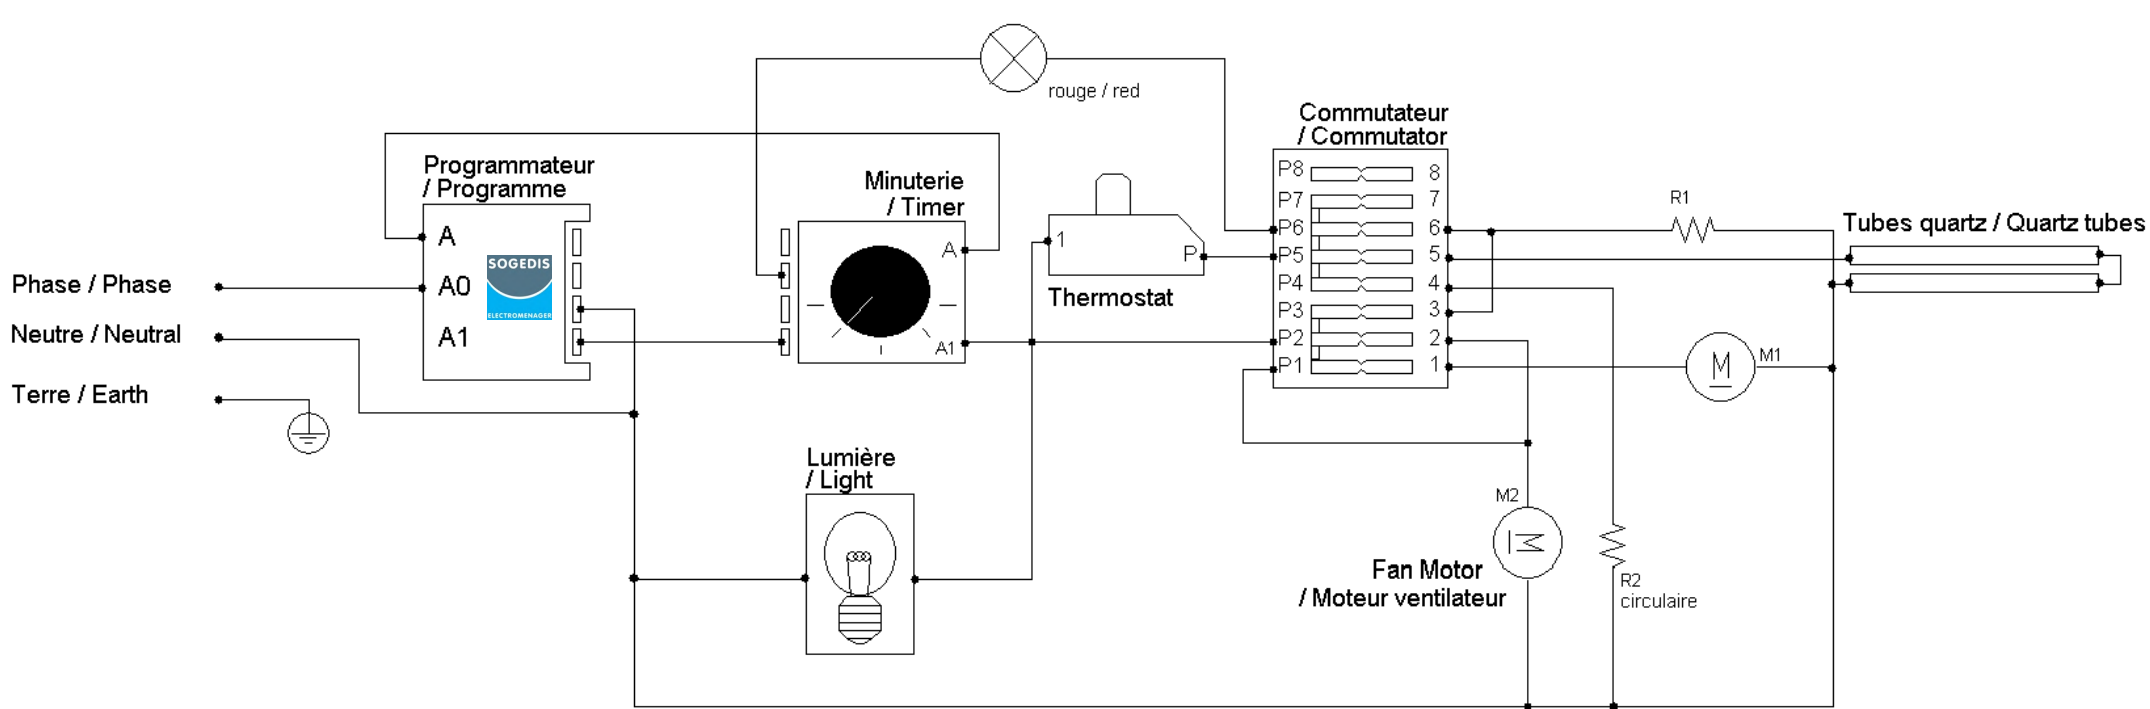 rouge / red
Commutateur
/ Commutator
Programmateur
/ Programme
Minuterie
/ Timer
A
A0
A1
SOGEDIS
ELECTROMENAGER
A
A1
1
P
Thermostat
P8 8
P7 7
P6 6
P5 5
P4 4
P3 3
P2 2
P1 1
R1
Tubes quartz / Quartz tubes
Phase / Phase
Neutre / Neutral
Terre / Earth
M
M1
Lumière
/ Light
M2
M
Fan Motor
/ Moteur ventilateur
R2
circulaire